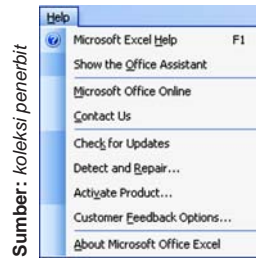 Help
Microsoft Excel Help F1
Show the Office Assistant
Microsoft Office Online
Contact Us
Check for Updates
Detect and Repair...
Activate Product...
Customer Feedback Options...
About Microsoft Office Excel
Sumber: koleksi penerbit